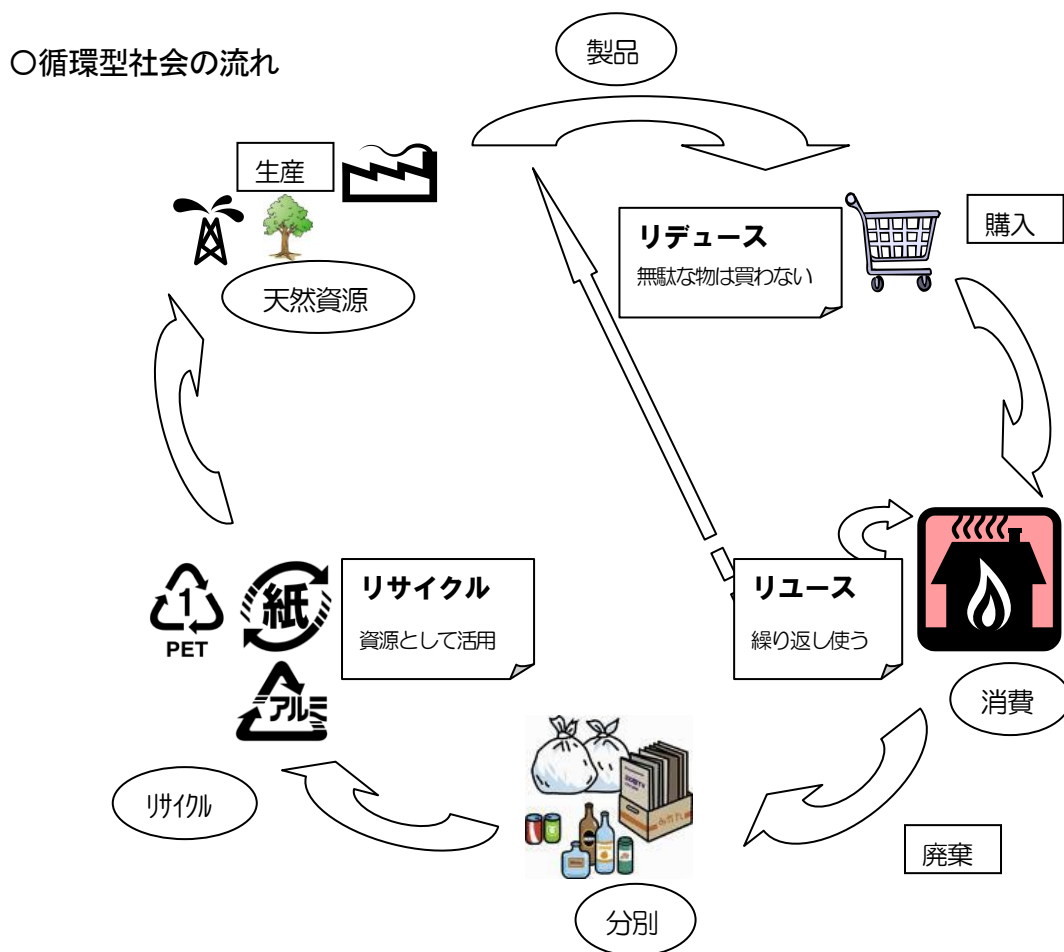 〇循環型社会の流れ
製品
生産
天然資源
リデュース
無駄な物は買わない
購入
リユース
繰り返し使う
消費
廃棄
分別
リサイクル
資源として活用
1
PET
紙
アルミ
リサイクル